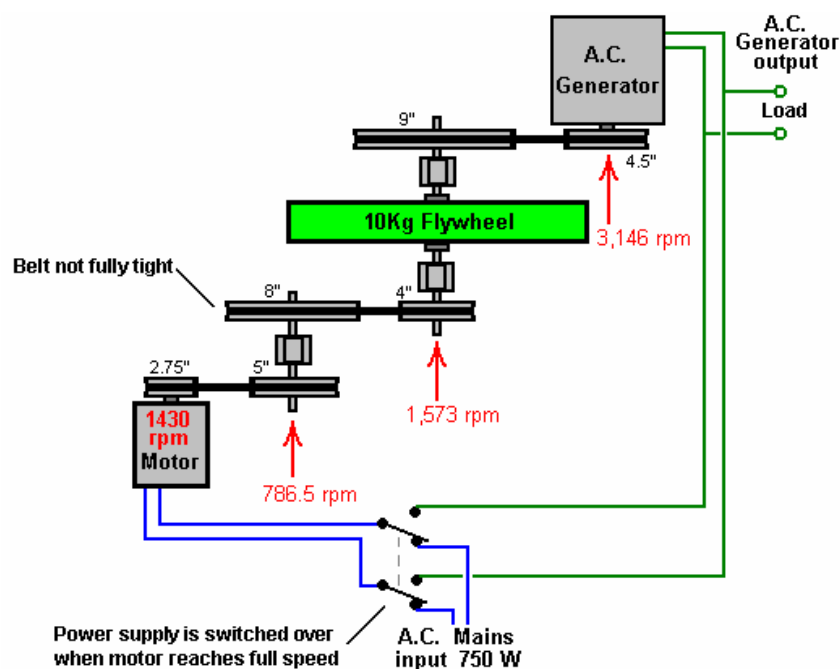 A.C.
Generator
output
A.C.
Generator
Load
9"
4.5"
10Kg Flywheel
3,146 rpm
Belt not fully tight
8"
4"
2.75"
5"
1,573 rpm
1430
rpm
Motor
786.5 rpm
Power supply is switched over
when motor reaches full speed
A.C. Mains
input 750 W